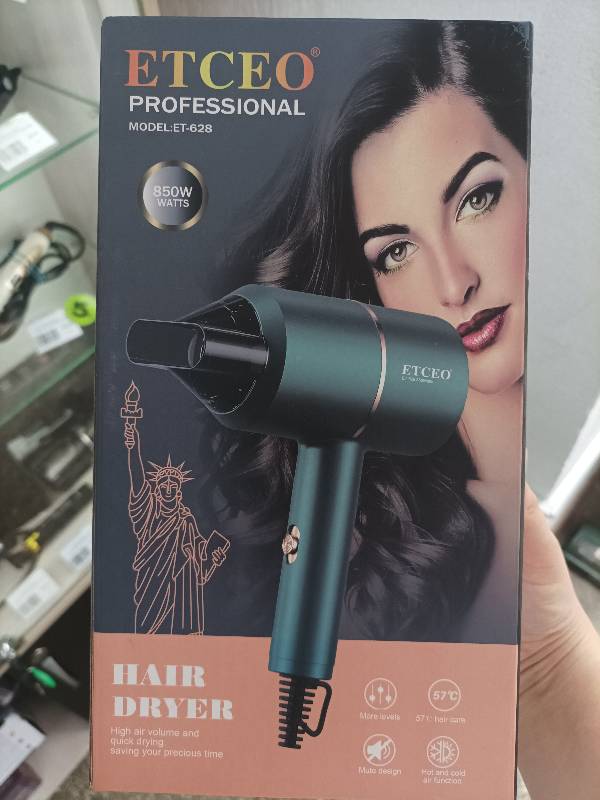 ETCEO®
PROFESSIONAL
MODEL:ET-628
850W
WATTS
ETCEO
HAIR
DRYER
High air volume and
quick drying
saving your precious time
More levels
57℃
57℃ hair care
Mute design
Hot and cold
air function